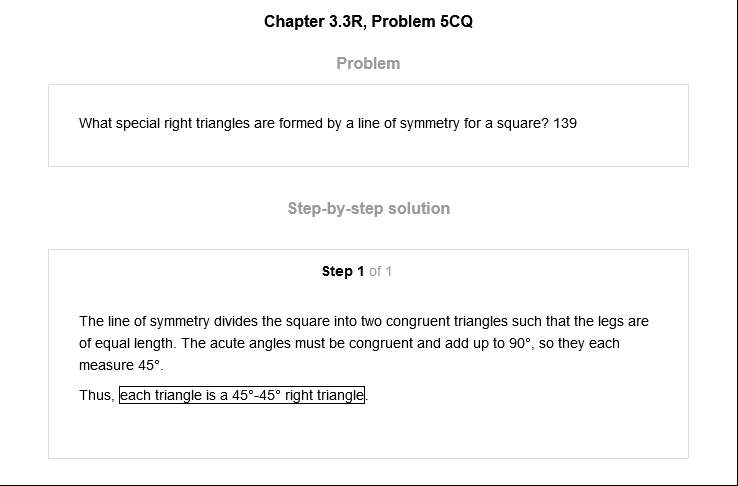 Chapter 3.3R, Problem 5CQ
Problem
What special right triangles are formed by a line of symmetry for a square? 139
Step-by-step solution
Step 1 of 1
The line of symmetry divides the square into two congruent triangles such that the legs are
of equal length. The acute angles must be congruent and add up to 90°, so they each
measure 45°.
Thus, each triangle is a 45°-45° right triangle.